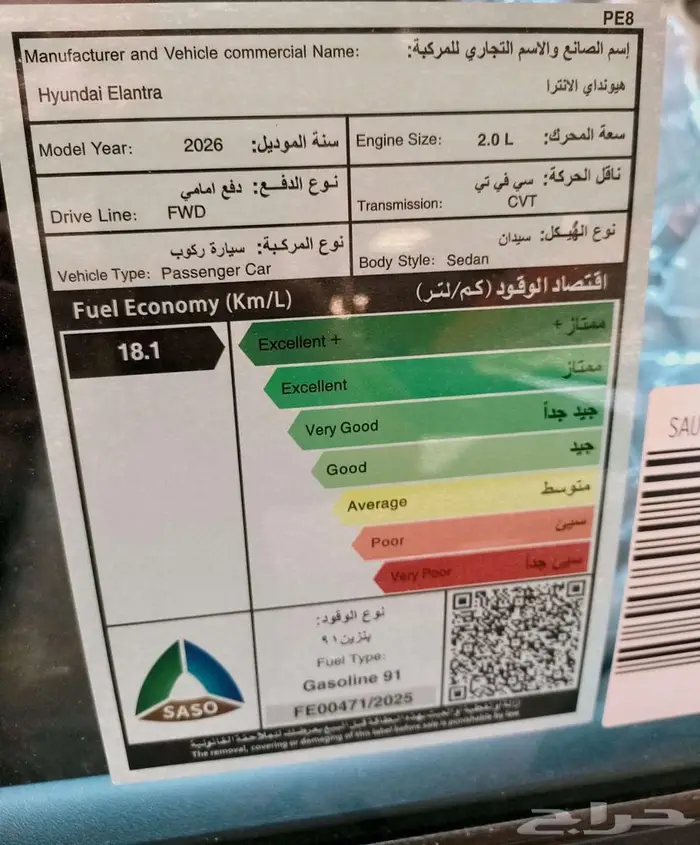 PE8
Manufacturer and Vehicle commercial Name: إسم الصانع والاسم التجاري للمركبة:
Hyundai Elantra هيونداي الانترا
Model Year: 2026 سنة الموديل:
Engine Size: 2.0 L سعة المحرك:
نوع الدفع: دفع امامي
Drive Line: FWD
ناقل الحركة: سي في تي
Transmission: CVT
نوع المركبة: سيارة ركوب
Vehicle Type: Passenger Car
نوع الهيكل: سيدان
Body Style: Sedan
Fuel Economy (Km/L) اقتصاد الوقود (كم/لتر)
18.1
Excellent + ممتاز +
Excellent ممتاز
Very Good جيد جداً
Good جيد
Average متوسط
Poor سيئ
Very Poor سيئ جداً
نوع الوقود:
بنزين ٩١
Fuel Type:
Gasoline 91
FE00471/2025
SASO
The removal, covering or damaging of this label before sale is punishable by law
SAU
حراج